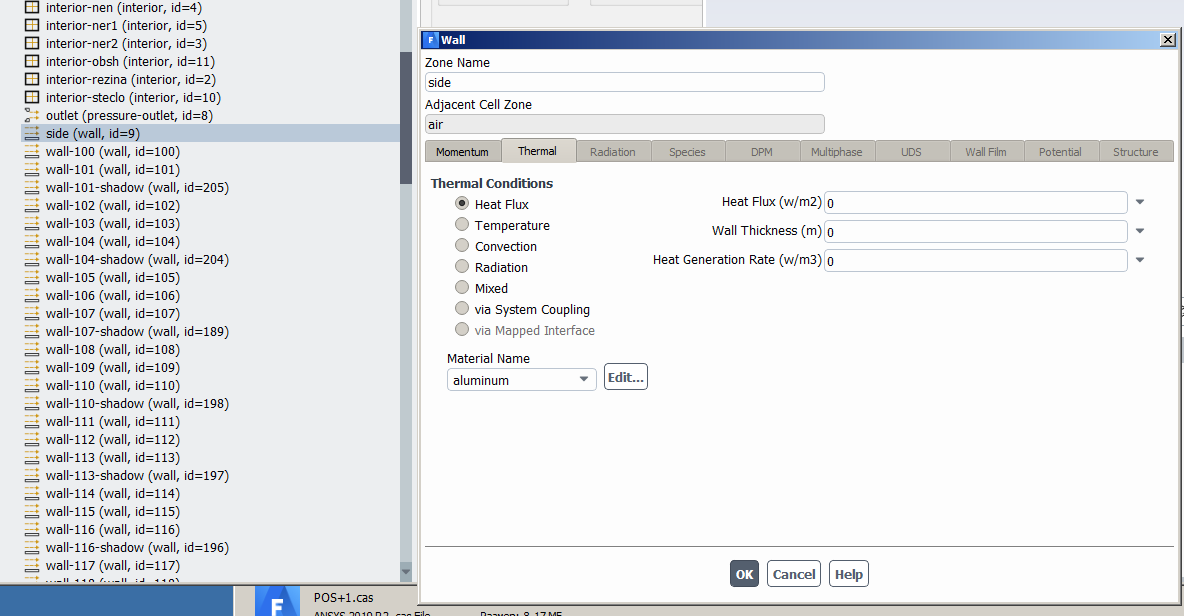 interior-nen (interior, id=4)
interior-ner1 (interior, id=5)
interior-ner2 (interior, id=3)
interior-obsh (interior, id=11)
interior-rezina (interior, id=2)
interior-steclo (interior, id=10)
outlet (pressure-outlet, id=8)
side (wall, id=9)
wall-100 (wall, id=100)
wall-101 (wall, id=101)
wall-101-shadow (wall, id=205)
wall-102 (wall, id=102)
wall-103 (wall, id=103)
wall-104 (wall, id=104)
wall-104-shadow (wall, id=204)
wall-105 (wall, id=105)
wall-106 (wall, id=106)
wall-107 (wall, id=107)
wall-107-shadow (wall, id=189)
wall-108 (wall, id=108)
wall-109 (wall, id=109)
wall-110 (wall, id=110)
wall-110-shadow (wall, id=198)
wall-111 (wall, id=111)
wall-112 (wall, id=112)
wall-113 (wall, id=113)
wall-113-shadow (wall, id=197)
wall-114 (wall, id=114)
wall-115 (wall, id=115)
wall-116 (wall, id=116)
wall-116-shadow (wall, id=196)
wall-117 (wall, id=117)
F Wall
Zone Name
side
Adjacent Cell Zone
air
Momentum Thermal Radiation Species DPM Multiphase UDS Wall Film Potential Structure
Thermal Conditions
Heat Flux
Temperature
Convection
Radiation
Mixed
via System Coupling
via Mapped Interface
Heat Flux (w/m2) 0
Wall Thickness (m) 0
Heat Generation Rate (w/m3) 0
Material Name
aluminum Edit...
OK Cancel Help
F
POS+1.cas
ANSYS 2019 R2 .cas File Размер: 8,17 МБ